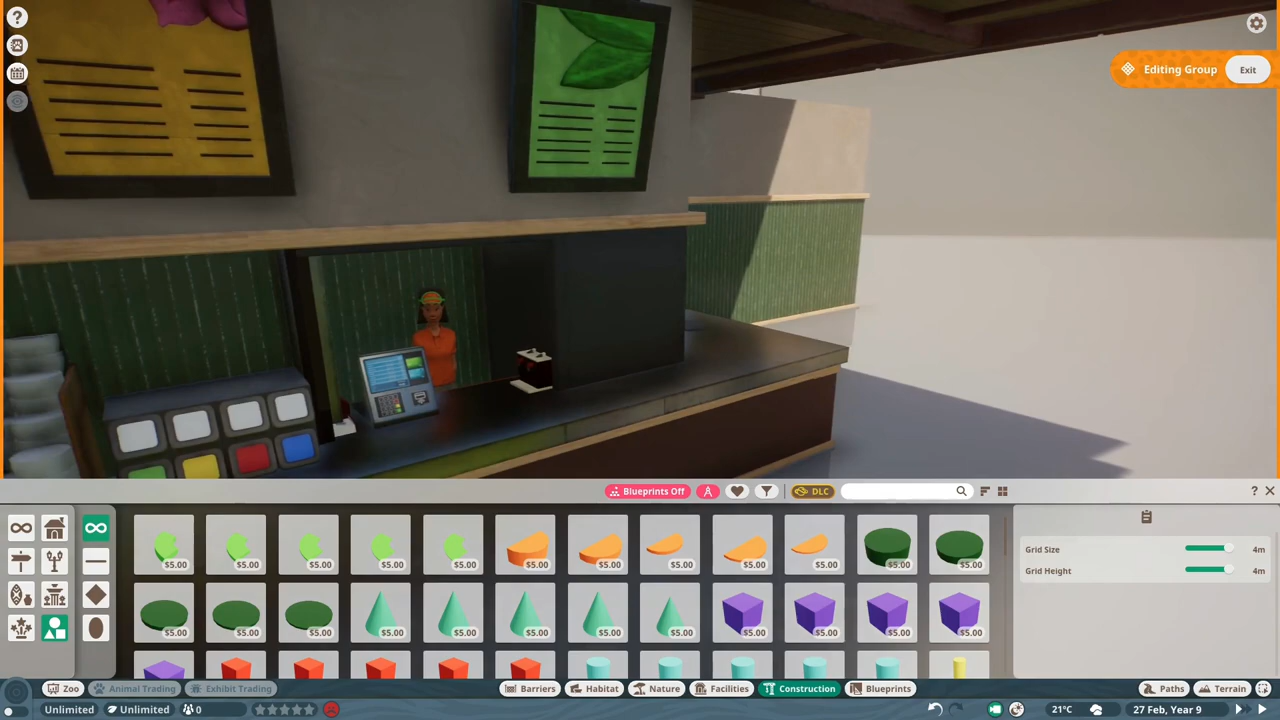 ?
Editing Group
Exit
Blueprints Off
DLC
?
$5.00 $5.00 $5.00 $5.00 $5.00 $5.00 $5.00 $5.00 $5.00 $5.00 $5.00 $5.00
Grid Size 4m
Grid Height 4m
$5.00 $5.00 $5.00 $5.00 $5.00 $5.00 $5.00 $5.00 $5.00 $5.00 $5.00 $5.00
Zoo
Animal Trading
Exhibit Trading
Barriers
Habitat
Nature
Facilities
Construction
Blueprints
Paths
Terrain
Unlimited
Unlimited
0
21°C
27 Feb, Year 9